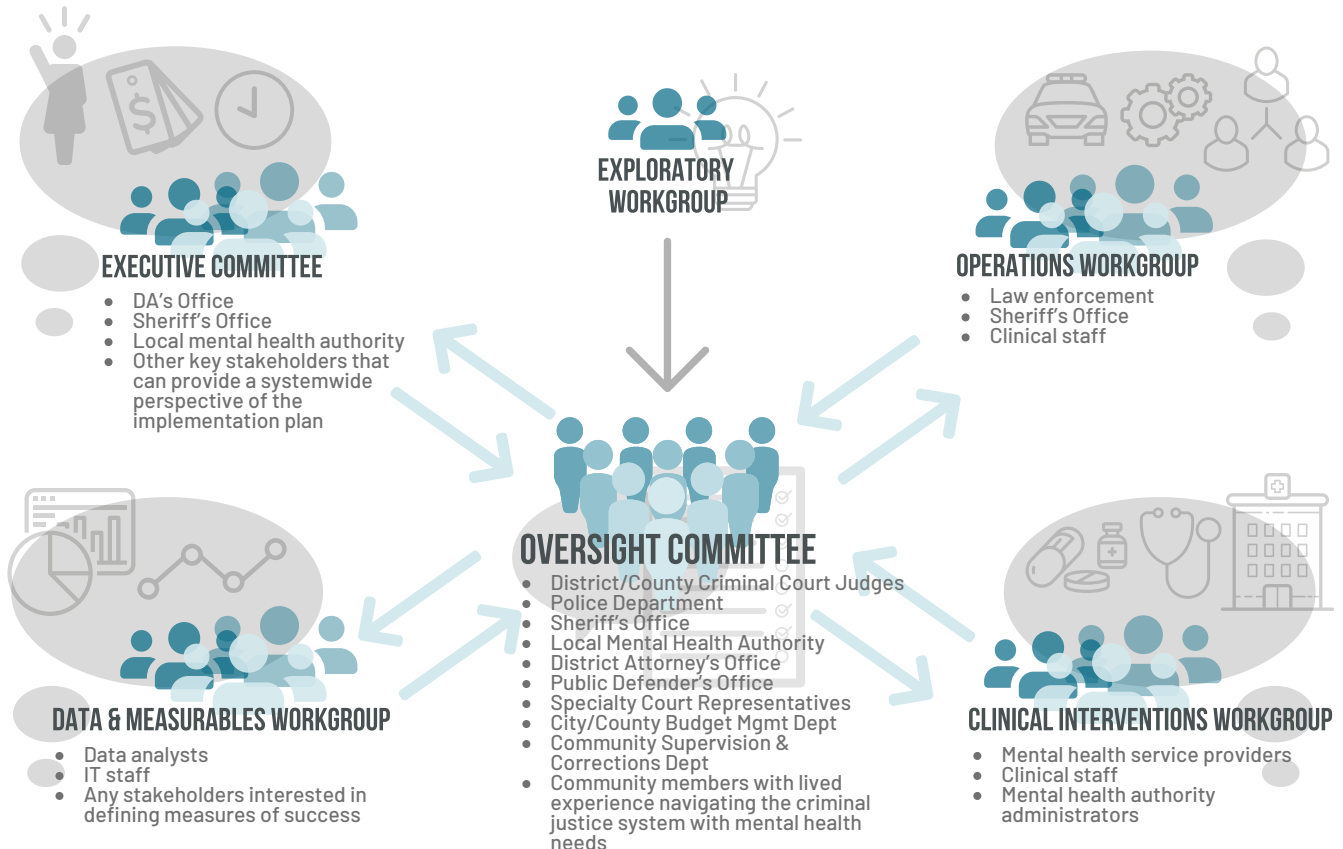 EXPLORATORY
WORKGROUP
EXECUTIVE COMMITTEE
● DA's Office
● Sheriff's Office
● Local mental health authority
● Other key stakeholders that
can provide a systemwide
perspective of the
implementation plan
OPERATIONS WORKGROUP
● Law enforcement
● Sheriff's Office
● Clinical staff
OVERSIGHT COMMITTEE
● District/County Criminal Court Judges
● Police Department
● Sheriff's Office
● Local Mental Health Authority
● District Attorney's Office
● Public Defender's Office
● Specialty Court Representatives
● City/County Budget Mgmt Dept
● Community Supervision &
Corrections Dept
● Community members with lived
experience navigating the criminal
justice system with mental health
needs
DATA & MEASURABLES WORKGROUP
● Data analysts
● IT staff
● Any stakeholders interested in
defining measures of success
CLINICAL INTERVENTIONS WORKGROUP
● Mental health service providers
● Clinical staff
● Mental health authority
administrators